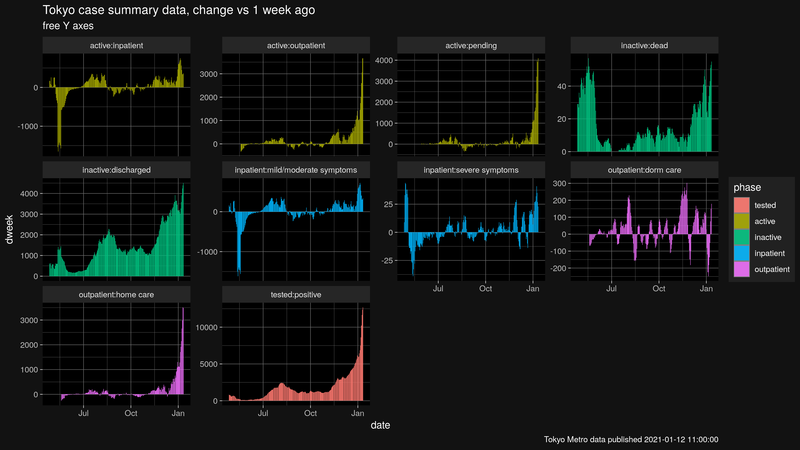 Tokyo case summary data, change vs 1 week ago
free Y axes
active:inpatient
active:outpatient
active:pending
inactive:dead
0
-1000
3000
2000
1000
0
4000
3000
2000
1000
0
40
20
0
inactive:discharged
inpatient:mild/moderate symptoms
inpatient:severe symptoms
outpatient:dorm care
4000
3000
2000
1000
0
0
-1000
25
0
-25
300
200
100
0
-100
-200
Jul Oct Jan
Jul Oct Jan
outpatient:home care
tested:positive
3000
2000
1000
0
10000
5000
0
Jul Oct Jan
Jul Oct Jan
dweek
date
phase
tested
active
inactive
inpatient
outpatient
Tokyo Metro data published 2021-01-12 11:00:00